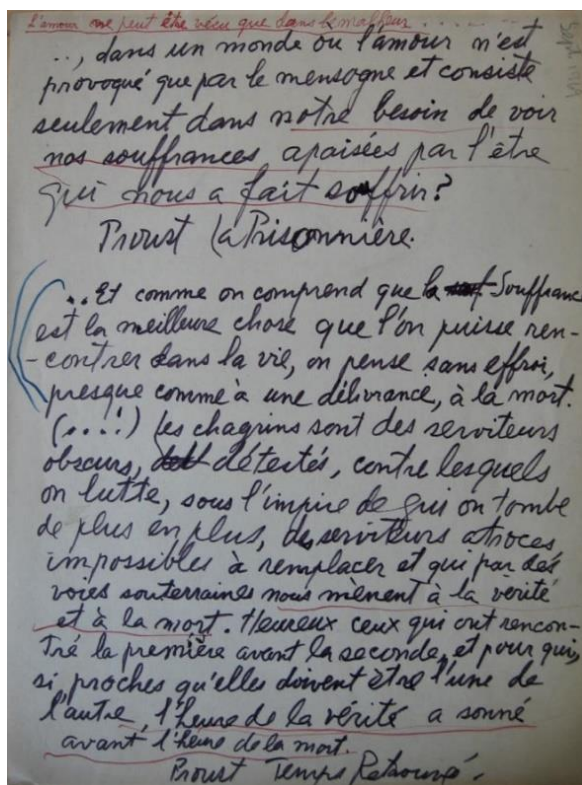 L'amour ne peut être vécu que dans le malheur . . . . . . . .
.., dans un monde où l'amour n'est
provoqué que par le mensogne et consiste
seulement dans notre besoin de voir
nos souffrances apaisées par l'être
qui nous a fait souffrir?
Proust La Prisonnière.
... Et comme on comprend que la souffrance
est la meilleure chose que l'on puisse ren-
-contrer dans la vie, on pense sans effroi,
presque comme à une délivrance, à la mort.
(...!) Les chagrins sont des serviteurs
obscurs, détestés, contre lesquels
on lutte, sous l'impire de qui on tombe
de plus en plus, des serviteurs atroces
impossibles à remplacer et qui par des
voies souterraines nous mènent à la vérité
et à la mort. Heureux ceux qui ont rencon-
tré la première avant la seconde, et pour qui,
si proches qu'elles doivent être l'une de
l'autre, l'heure de la vérité a sonné
avant l'heure de la mort.
Proust Temps Retrouvé.